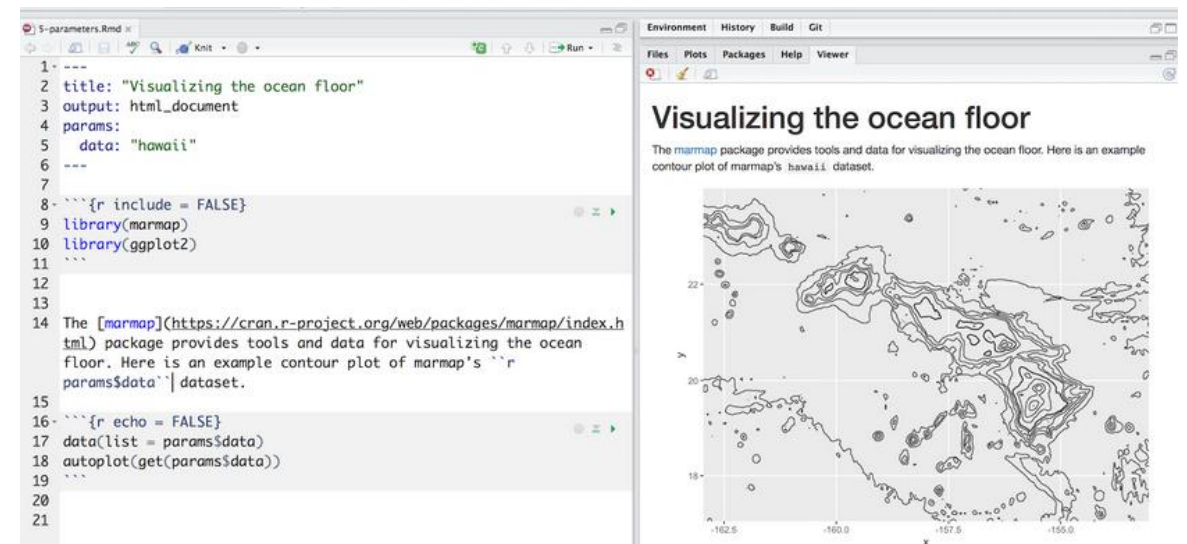 5-parameters.Rmd
ABC
Knit
Run
1 ---
2 title: "Visualizing the ocean floor"
3 output: html_document
4 params:
5   data: "hawaii"
6 ---
7
8 ```{r include = FALSE}
9 library(marmap)
10 library(ggplot2)
11 ```
12
13
14 The [marmap](https://cran.r-project.org/web/packages/marmap/index.h
tml) package provides tools and data for visualizing the ocean
floor. Here is an example contour plot of marmap's ``r
params$data`` dataset.
15
16 ```{r echo = FALSE}
17 data(list = params$data)
18 autoplot(get(params$data))
19 ```
20
21
Environment History Build Git
Files Plots Packages Help Viewer
Visualizing the ocean floor
The marmap package provides tools and data for visualizing the ocean floor. Here is an example
contour plot of marmap's hawaii dataset.
22
y
20
18
-162.5 -160.0 -157.5 -155.0
x